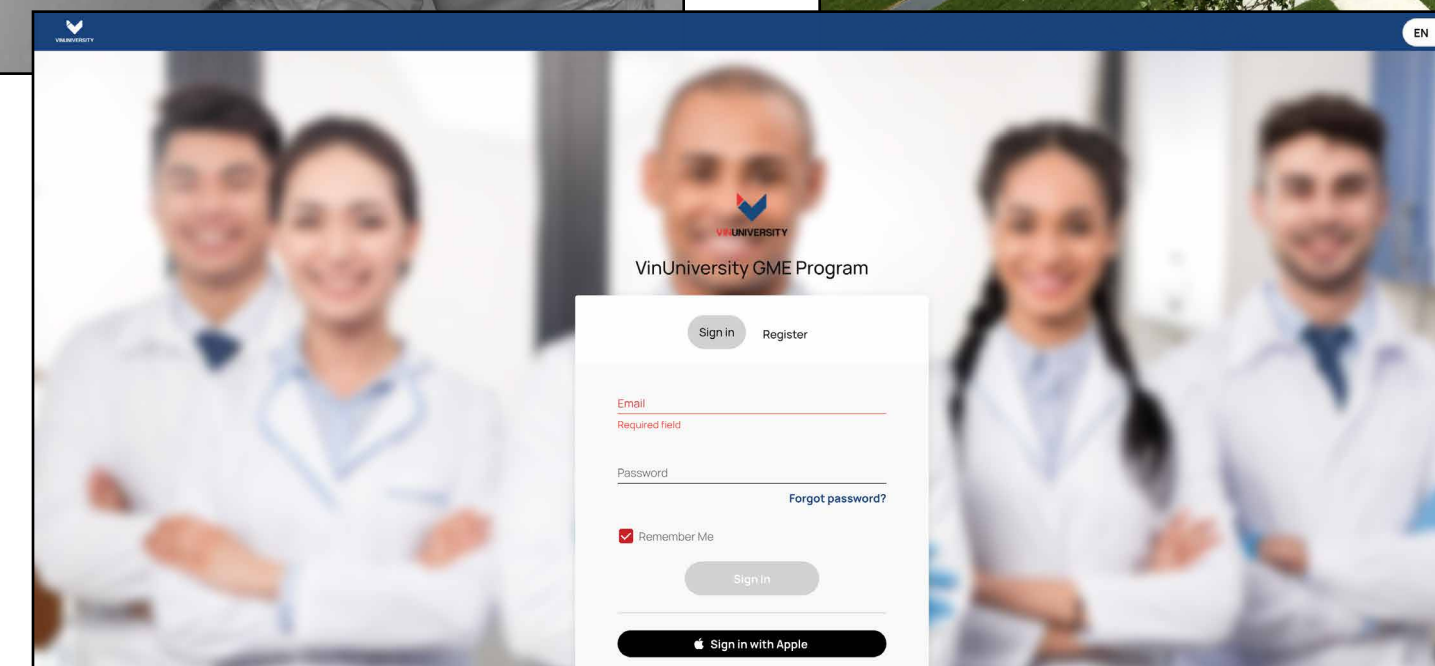 VINUNIVERSITY
EN
VINUNIVERSITY
VinUniversity GME Program
Sign in
Register
Email
Required field
Password
Forgot password?
Remember Me
Sign in
Sign in with Apple